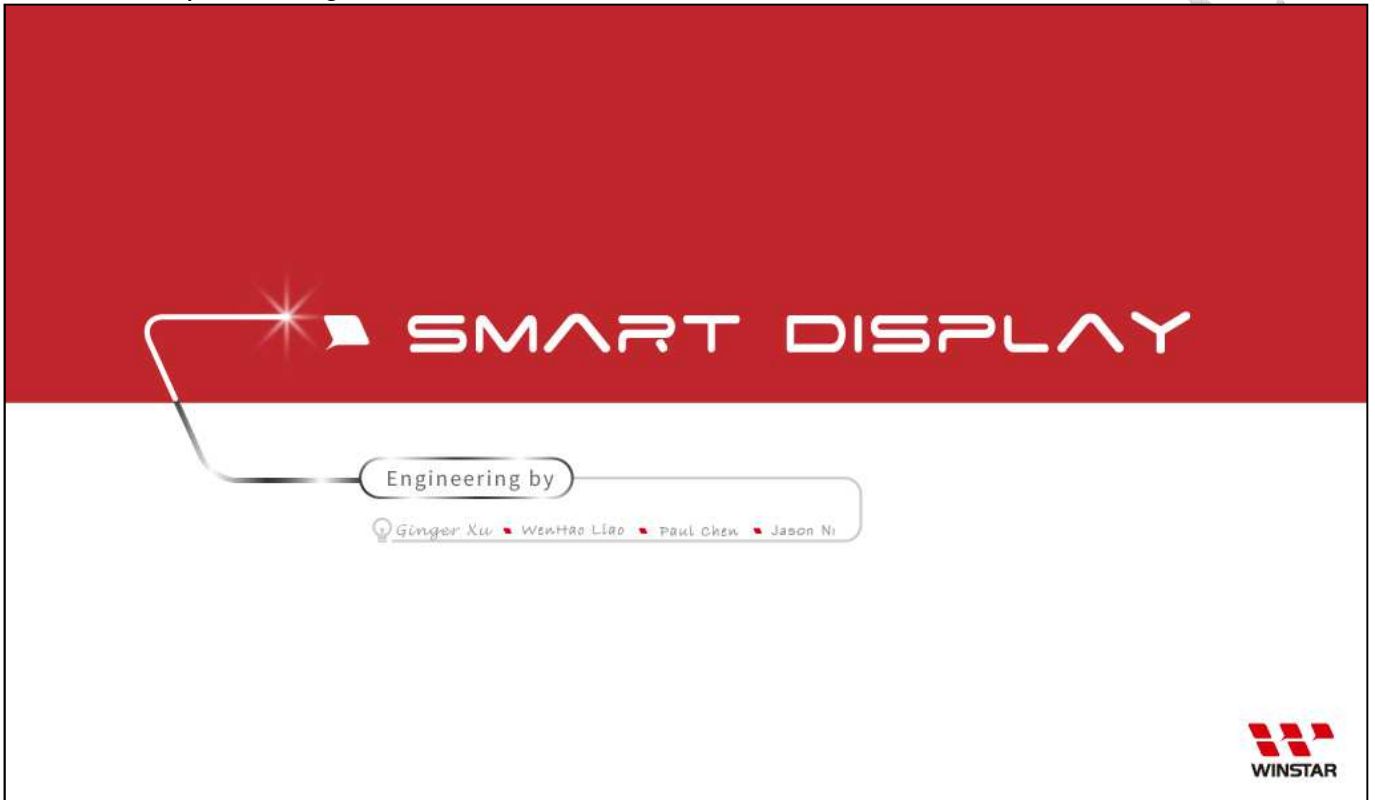 SMART DISPLAY
Engineering by
Ginger Xu ▪ WenHao Liao ▪ Paul Chen ▪ Jason Ni
WINSTAR